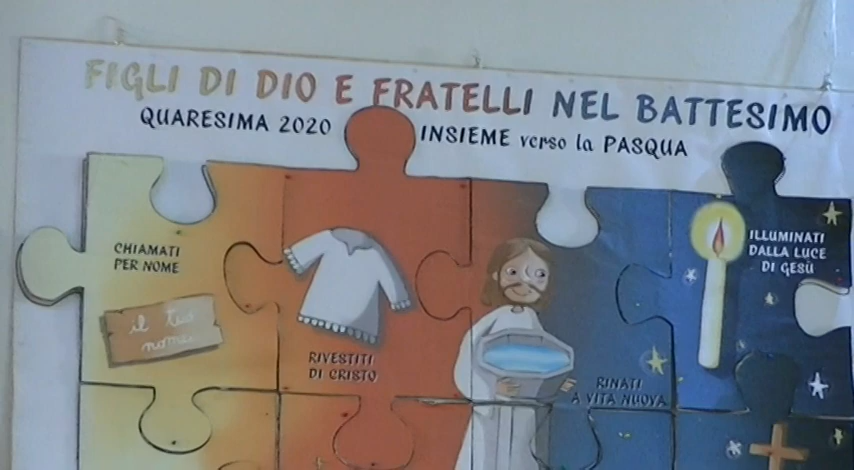 FIGLI DI DIO E FRATELLI NEL BATTESIMO
QUARESIMA 2020 INSIEME verso la PASQUA
CHIAMATI
PER NOME
il tuo
nome
RIVESTITI
DI CRISTO
RINATI
A VITA NUOVA
ILLUMINATI
DALLA LUCE
DI GESÙ